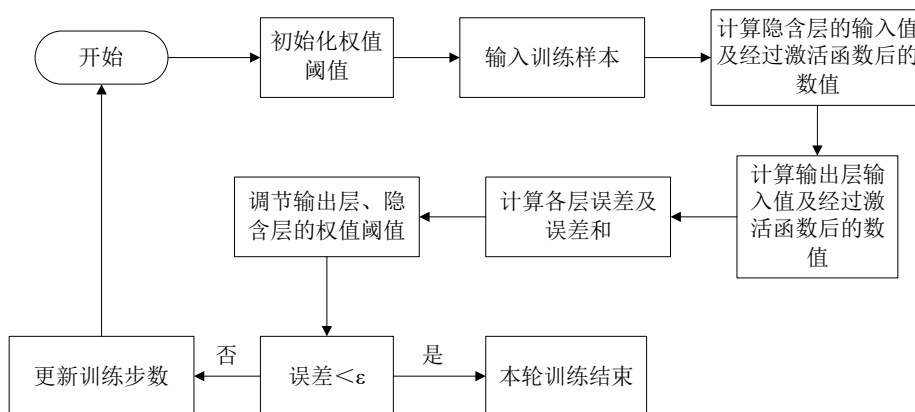 开始
初始化权值
阈值
输入训练样本
计算隐含层的输入值
及经过激活函数后的
数值
计算输出层输
入值及经过激
活函数后的数
值
计算各层误差及
误差和
调节输出层、隐
含层的权值阈值
误差＜ε
否
是
更新训练步数
本轮训练结束